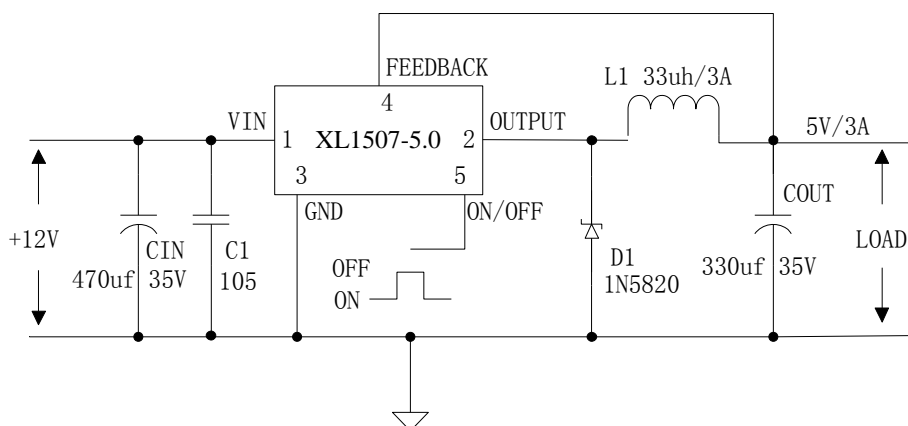 FEEDBACK
L1 33uh/3A
4
VIN
OUTPUT
5V/3A
1 XL1507-5.0 2
3
5
GND
ON/OFF
COUT
+12V
CIN
C1
OFF
D1
LOAD
470uf 35V
105
ON
1N5820
330uf 35V